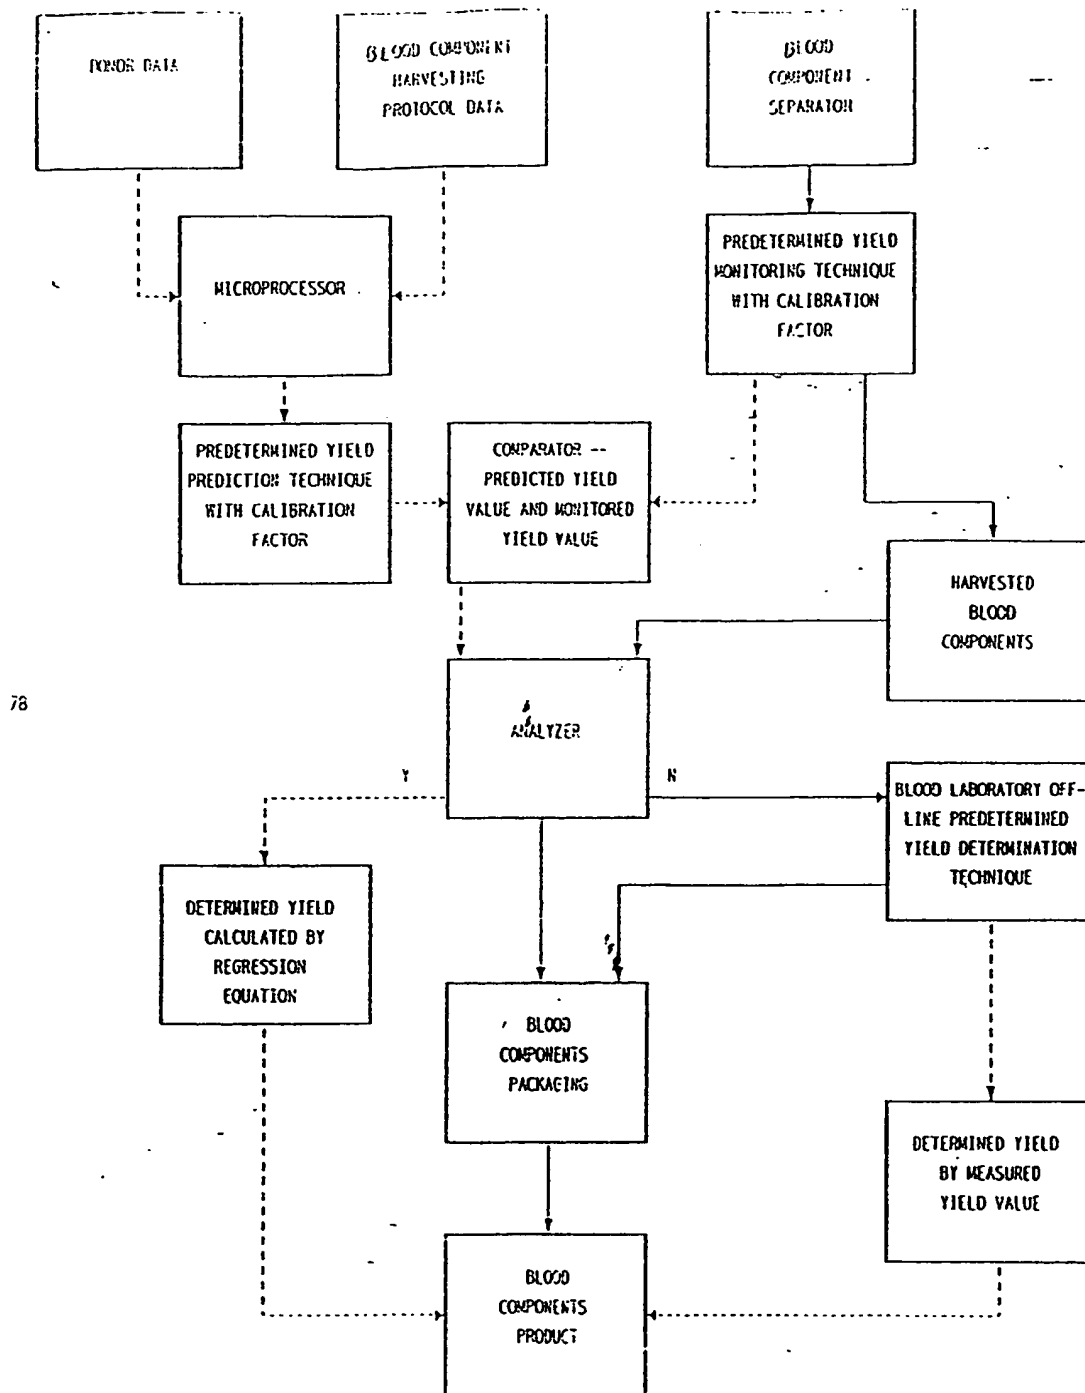 DONOR DATA
BLOOD COMPONENT
HARVESTING
PROTOCOL DATA
BLOOD
COMPONENT
SEPARATOR
MICROPROCESSOR
PREDETERMINED YIELD
MONITORING TECHNIQUE
WITH CALIBRATION
FACTOR
PREDETERMINED YIELD
PREDICTION TECHNIQUE
WITH CALIBRATION
FACTOR
COMPARATOR --
PREDICTED YIELD
VALUE AND MONITORED
YIELD VALUE
HARVESTED
BLOOD
COMPONENTS
78
ANALYZER
Y
N
BLOOD LABORATORY OFF-
LINE PREDETERMINED
YIELD DETERMINATION
TECHNIQUE
DETERMINED YIELD
CALCULATED BY
REGRESSION
EQUATION
BLOOD
COMPONENTS
PACKAGING
DETERMINED YIELD
BY MEASURED
YIELD VALUE
BLOOD
COMPONENTS
PRODUCT